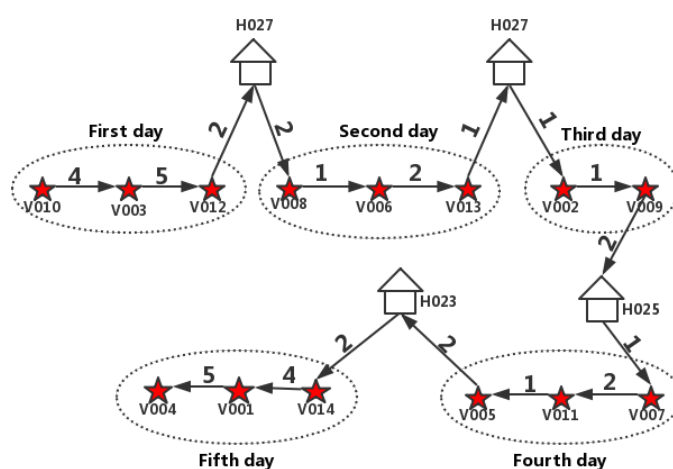 H027
H027
First day
Second day
Third day
2
2
1
1
4
5
1
2
1
V010
V003
V012
V008
V006
V013
V002
V009
2
H023
H025
2
2
1
5
4
1
2
V004
V001
V014
V005
V011
V007
Fifth day
Fourth day